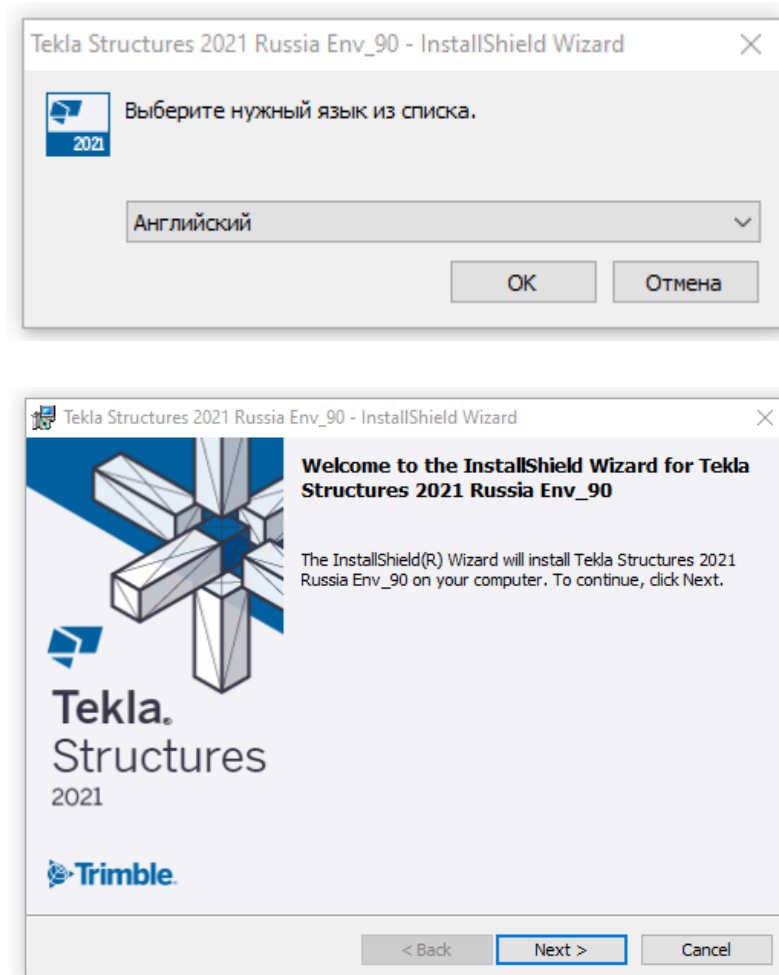 Tekla Structures 2021 Russia Env_90 - InstallShield Wizard
Выберите нужный язык из списка.
2021
Английский
OK
Отмена
Tekla Structures 2021 Russia Env_90 - InstallShield Wizard
Welcome to the InstallShield Wizard for Tekla
Structures 2021 Russia Env_90
The InstallShield(R) Wizard will install Tekla Structures 2021
Russia Env_90 on your computer. To continue, click Next.
Tekla®
Structures
2021
Trimble
< Back
Next >
Cancel